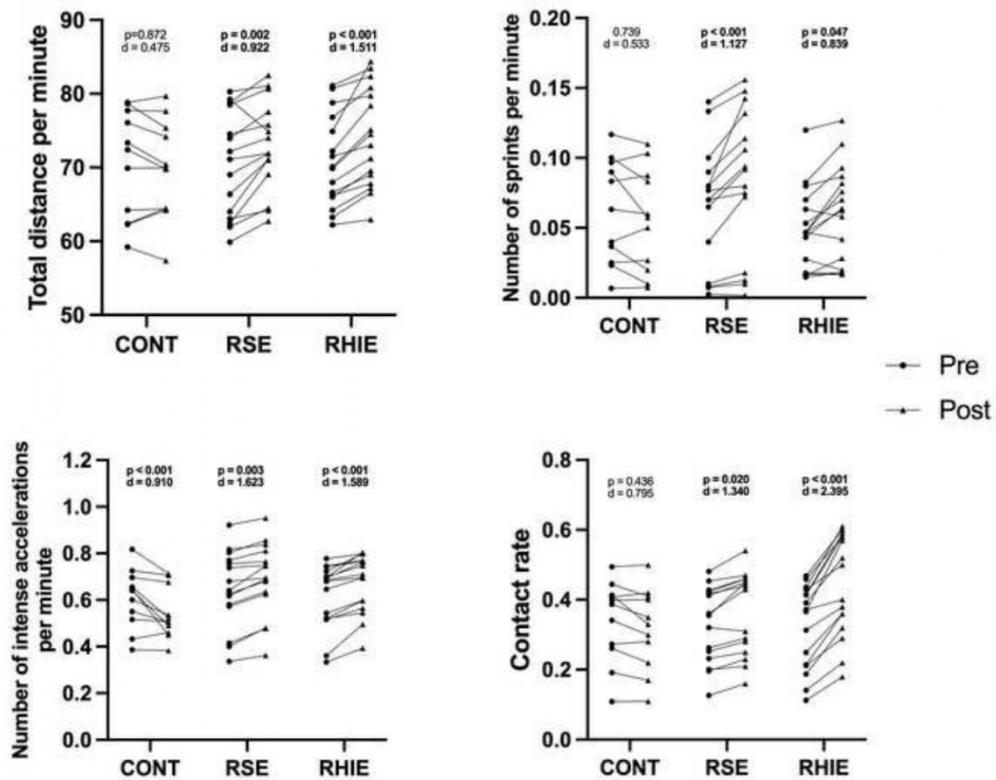 Total distance per minute
90
80
70
60
50
p=0.872
d = 0.475
p = 0.002
d = 0.922
p < 0.001
d = 1.511
CONT RSE RHIE
Number of sprints per minute
0.20
0.15
0.10
0.05
0.00
0.739
d = 0.533
p < 0.001
d = 1.127
p = 0.047
d = 0.839
CONT RSE RHIE
Pre
Post
Number of intense accelerations
per minute
1.2
1.0
0.8
0.6
0.4
0.2
0.0
p < 0.001
d = 0.910
p = 0.003
d = 1.623
p < 0.001
d = 1.589
CONT RSE RHIE
Contact rate
0.8
0.6
0.4
0.2
0.0
p = 0.436
d = 0.795
p = 0.020
d = 1.340
p < 0.001
d = 2.395
CONT RSE RHIE